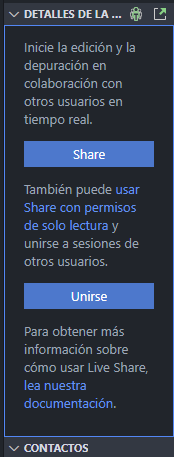 DETALLES DE LA ...
Inicie la edición y la
depuración en
colaboración con
otros usuarios en
tiempo real.
Share
También puede usar
Share con permisos
de solo lectura y
unirse a sesiones de
otros usuarios.
Unirse
Para obtener más
información sobre
cómo usar Live Share,
lea nuestra
documentación.
CONTACTOS